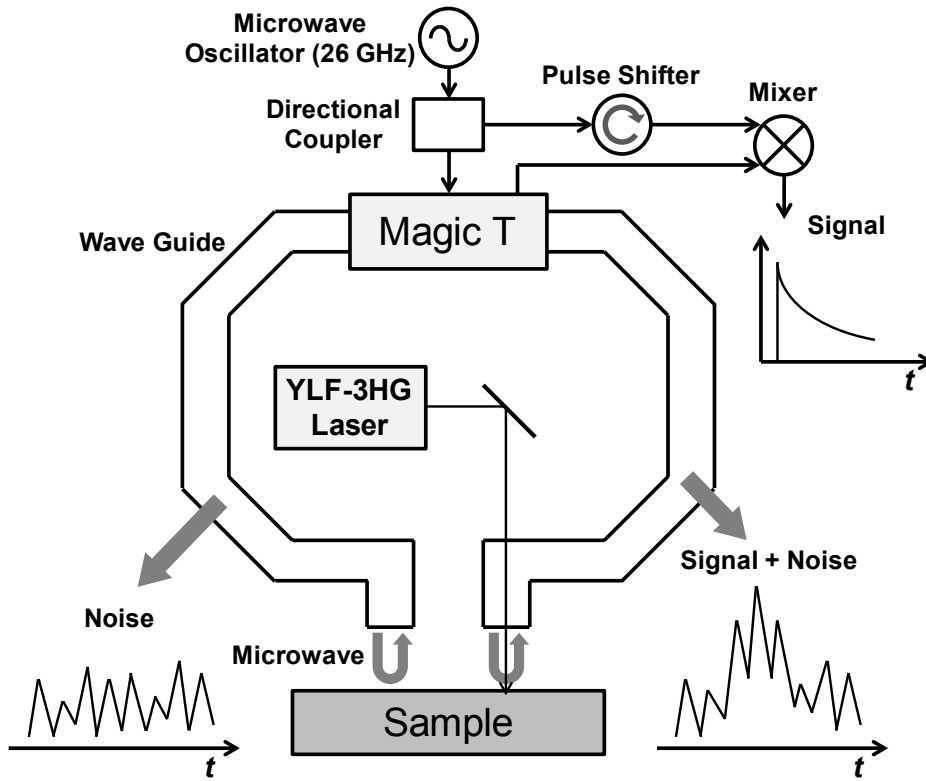 Microwave
Oscillator (26 GHz)
Pulse Shifter
Mixer
Directional
Coupler
Magic T
Wave Guide
Signal
t
YLF-3HG
Laser
Signal + Noise
Noise
Microwave
Sample
t
t